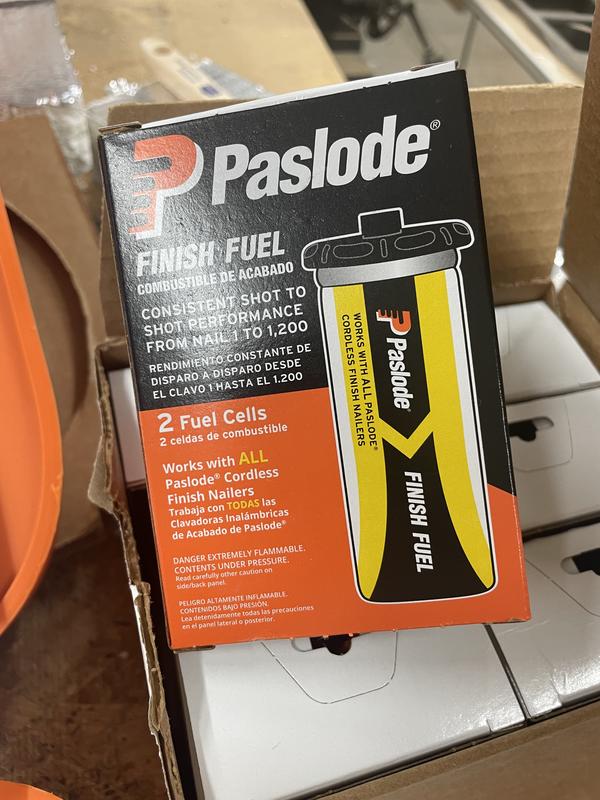 Paslode®
FINISH FUEL
COMBUSTIBLE DE ACABADO
CONSISTENT SHOT TO
SHOT PERFORMANCE
FROM NAIL 1 TO 1,200
RENDIMIENTO CONSTANTE DE
DISPARO A DISPARO DESDE
EL CLAVO 1 HASTA EL 1.200
2 Fuel Cells
2 celdas de combustible
Works with ALL
Paslode® Cordless
Finish Nailers
Trabaja con TODAS las
Clavadoras Inalámbricas
de Acabado de Paslode®
DANGER EXTREMELY FLAMMABLE.
CONTENTS UNDER PRESSURE.
Read carefully other caution on
side/back panel.
PELIGRO ALTAMENTE INFLAMABLE.
CONTENIDOS BAJO PRESIÓN.
Lea detenidamente todas las precauciones
en el panel lateral o posterior.
WORKS WITH ALL PASLODE®
CORDLESS FINISH NAILERS
Paslode®
FINISH FUEL